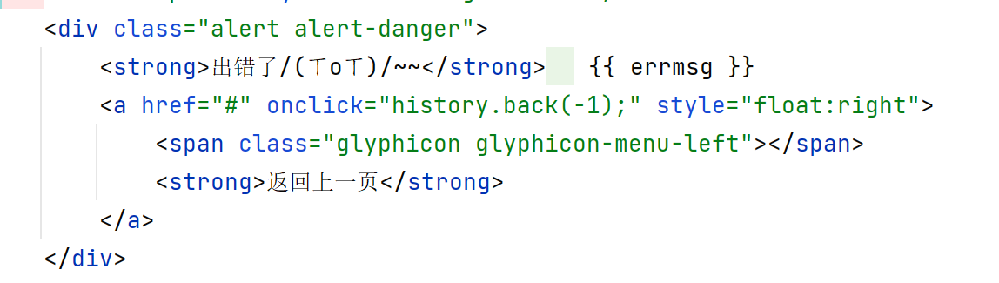 <div class="alert alert-danger">
<strong>出错了/(ㄒoㄒ)/~~</strong>   {{ errmsg }}
<a href="#" onclick="history.back(-1);" style="float:right">
<span class="glyphicon glyphicon-menu-left"></span>
<strong>返回上一页</strong>
</a>
</div>